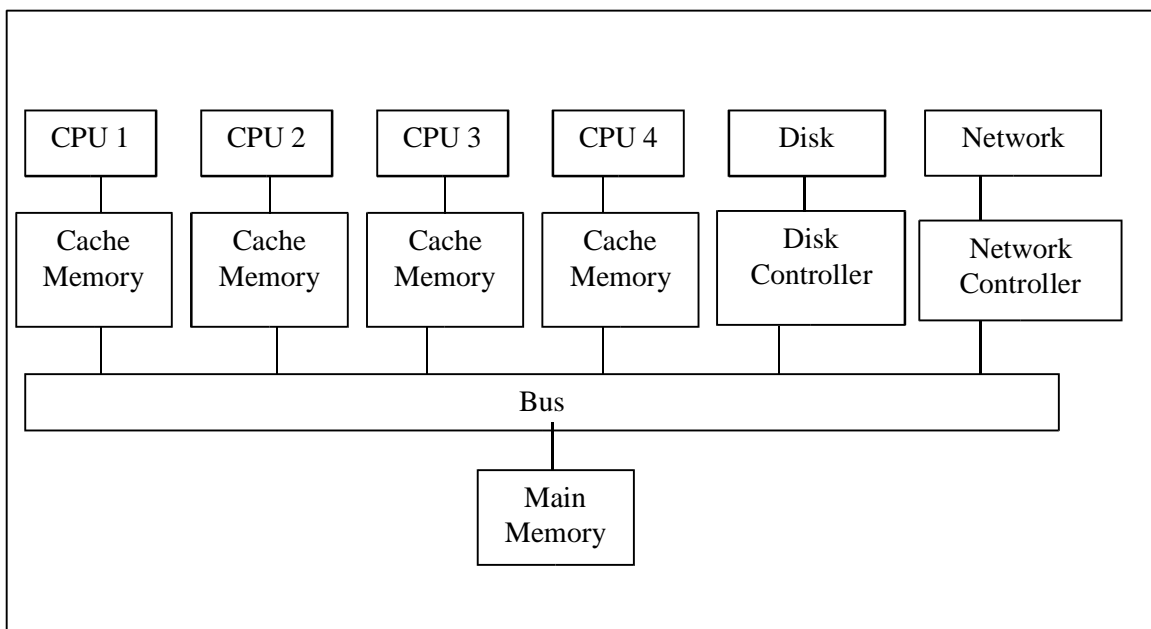 CPU 1
CPU 2
CPU 3
CPU 4
Disk
Network
Cache
Memory
Cache
Memory
Cache
Memory
Cache
Memory
Disk
Controller
Network
Controller
Bus
Main
Memory